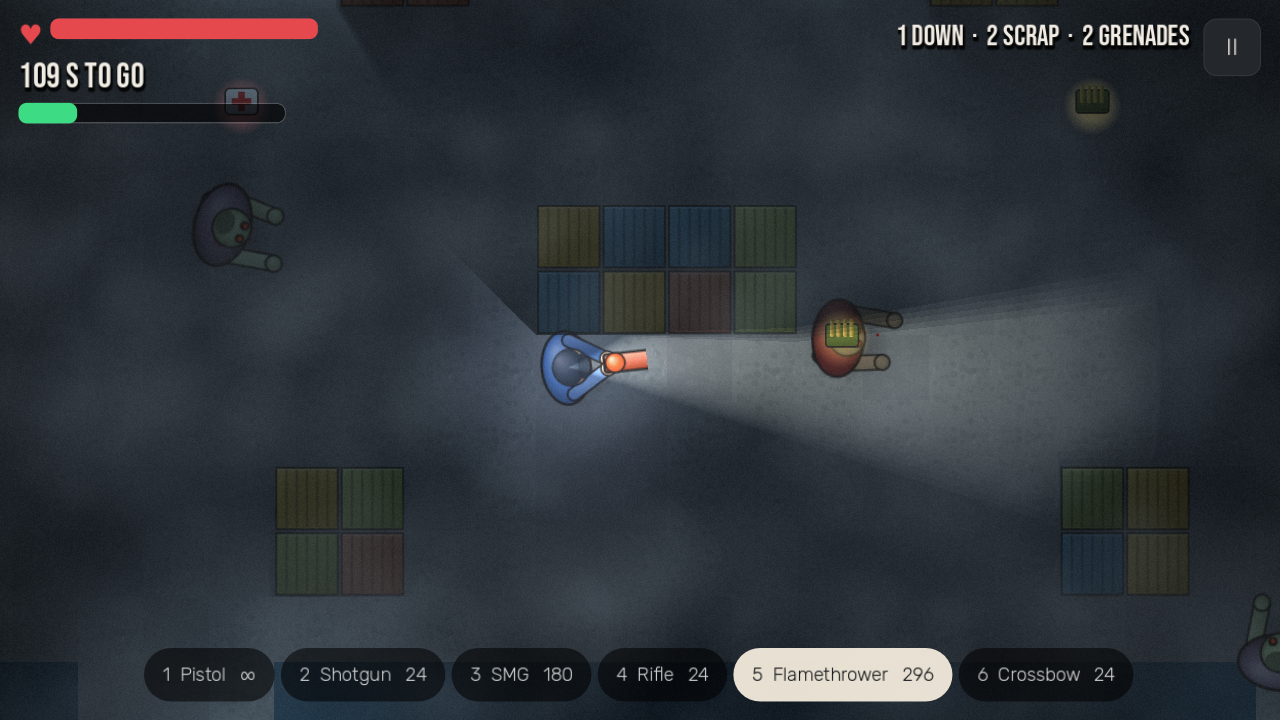 1 DOWN · 2 SCRAP · 2 GRENADES
109 S TO GO
1 Pistol ∞
2 Shotgun 24
3 SMG 180
4 Rifle 24
5 Flamethrower 296
6 Crossbow 24